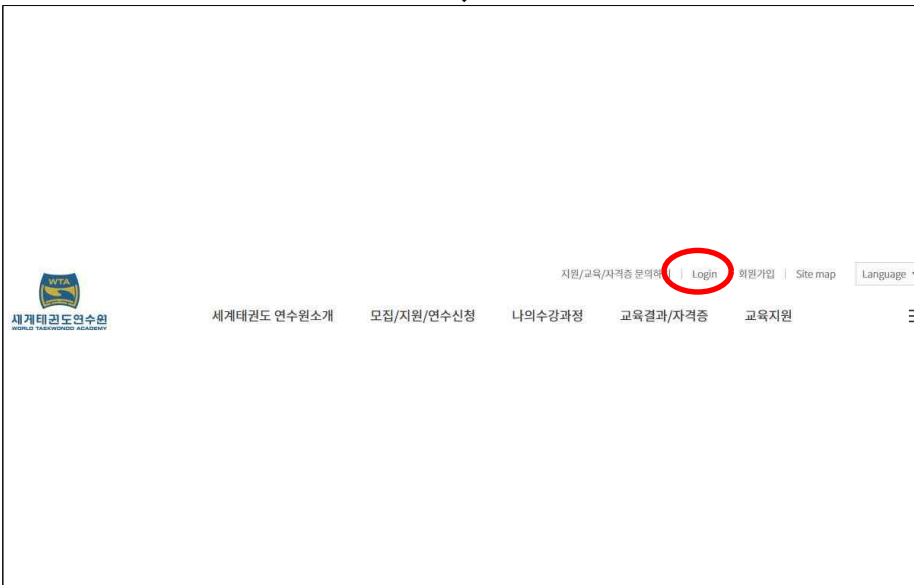 지원/교육/자격증 문의하 | Login 회원가입 | Site map Language
WTA
세계태권도연수원
WORLD TAEKWONDO ACADEMY
세계태권도 연수원소개 모집/지원/연수신청 나의수강과정 교육결과/자격증 교육지원